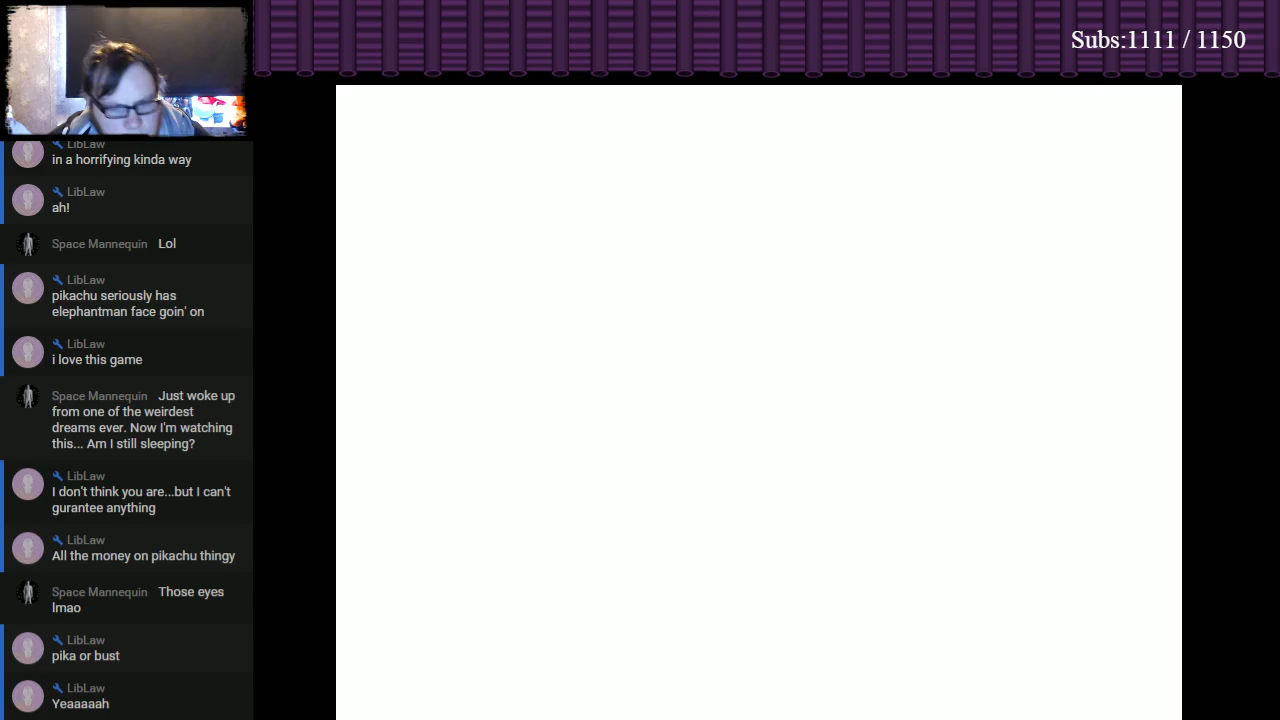 Subs:1111 / 1150
LibLaw
in a horrifying kinda way
LibLaw
ah!
Space Mannequin Lol
LibLaw
pikachu seriously has
elephantman face goin' on
LibLaw
i love this game
Space Mannequin Just woke up
from one of the weirdest
dreams ever. Now I'm watching
this... Am I still sleeping?
LibLaw
I don't think you are...but I can't
gurantee anything
LibLaw
All the money on pikachu thingy
Space Mannequin Those eyes
lmao
LibLaw
pika or bust
LibLaw
Yeaaaaah